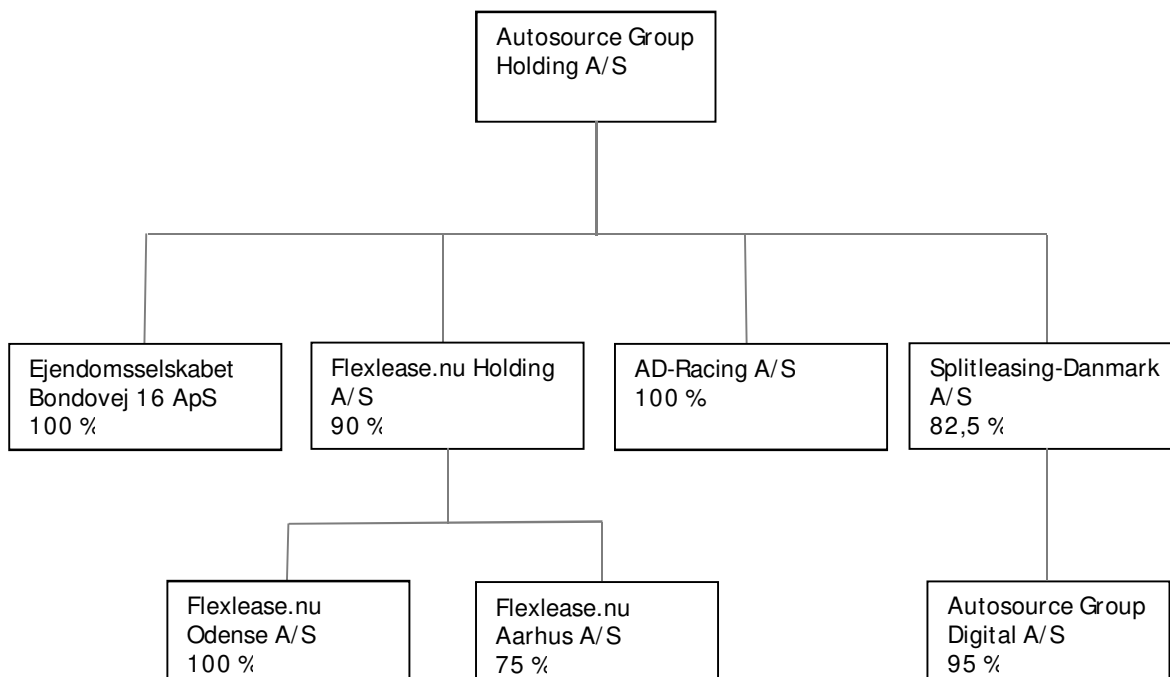 Autosource Group
Holding A/S
Ejendomsselskabet
Bondovej 16 ApS
100 %
Flexlease.nu Holding
A/S
90 %
AD-Racing A/S
100 %
Splitleasing-Danmark
A/S
82,5 %
Flexlease.nu
Odense A/S
100 %
Flexlease.nu
Aarhus A/S
75 %
Autosource Group
Digital A/S
95 %